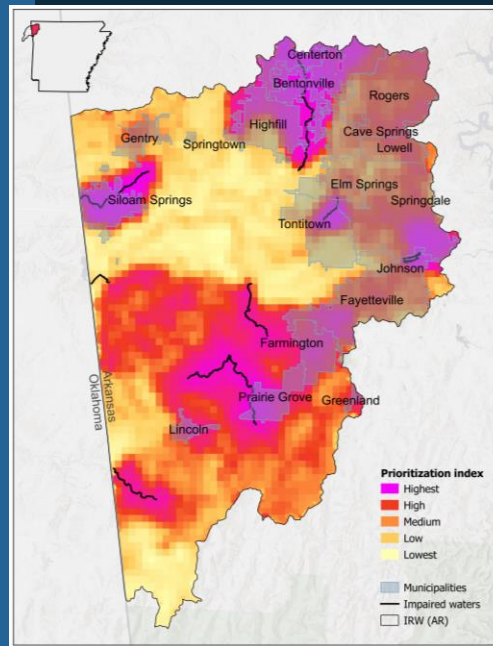 Centerton
Bentonville
Rogers
Highfill
Cave Springs
Gentry
Springtown
Lowell
Elm Springs
Siloam Springs
Springdale
Tontitown
Johnson
Fayetteville
Farmington
Arkansas
Oklahoma
Prairie Grove
Greenland
Lincoln
Prioritization index
Highest
High
Medium
Low
Lowest
Municipalities
Impaired waters
IRW (AR)